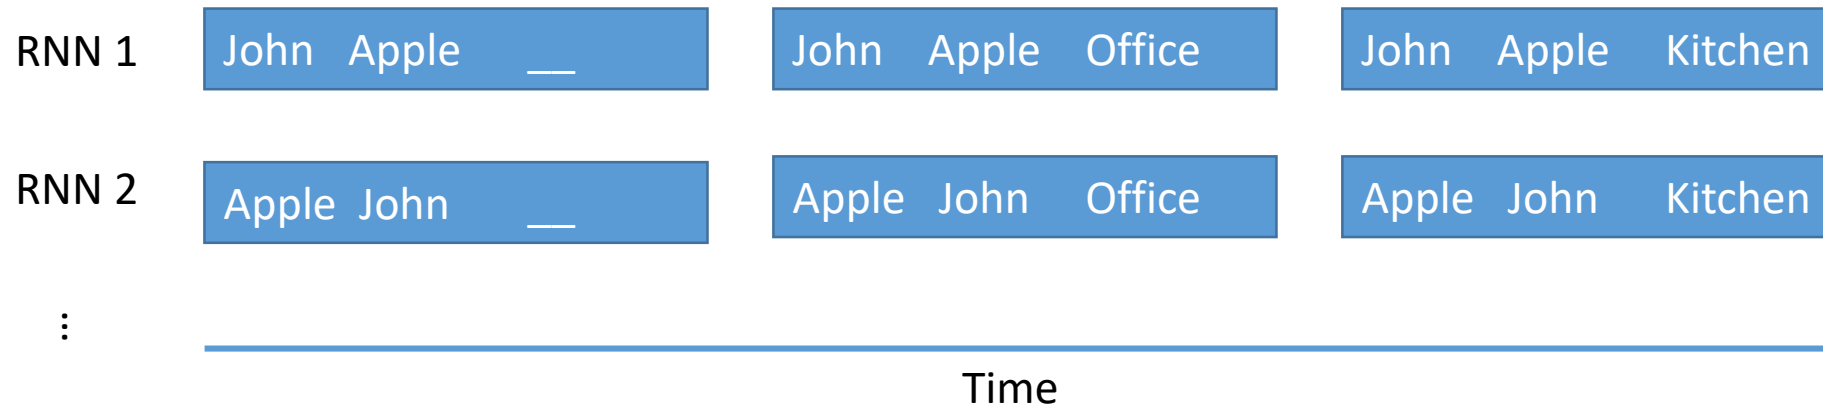 RNN 1 John Apple __ John Apple Office John Apple Kitchen
RNN 2 Apple John __ Apple John Office Apple John Kitchen
⋮
Time